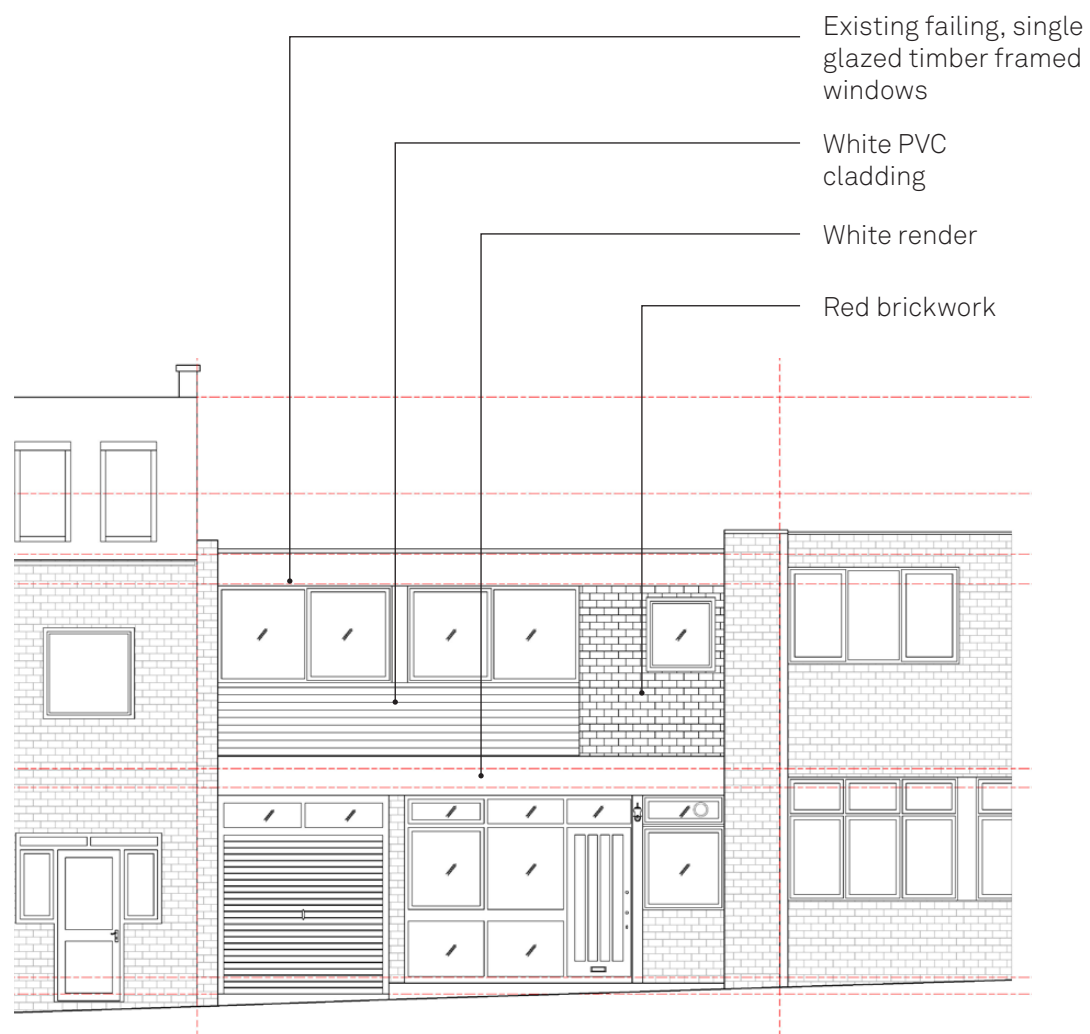 Existing failing, single
glazed timber framed
windows
White PVC
cladding
White render
Red brickwork